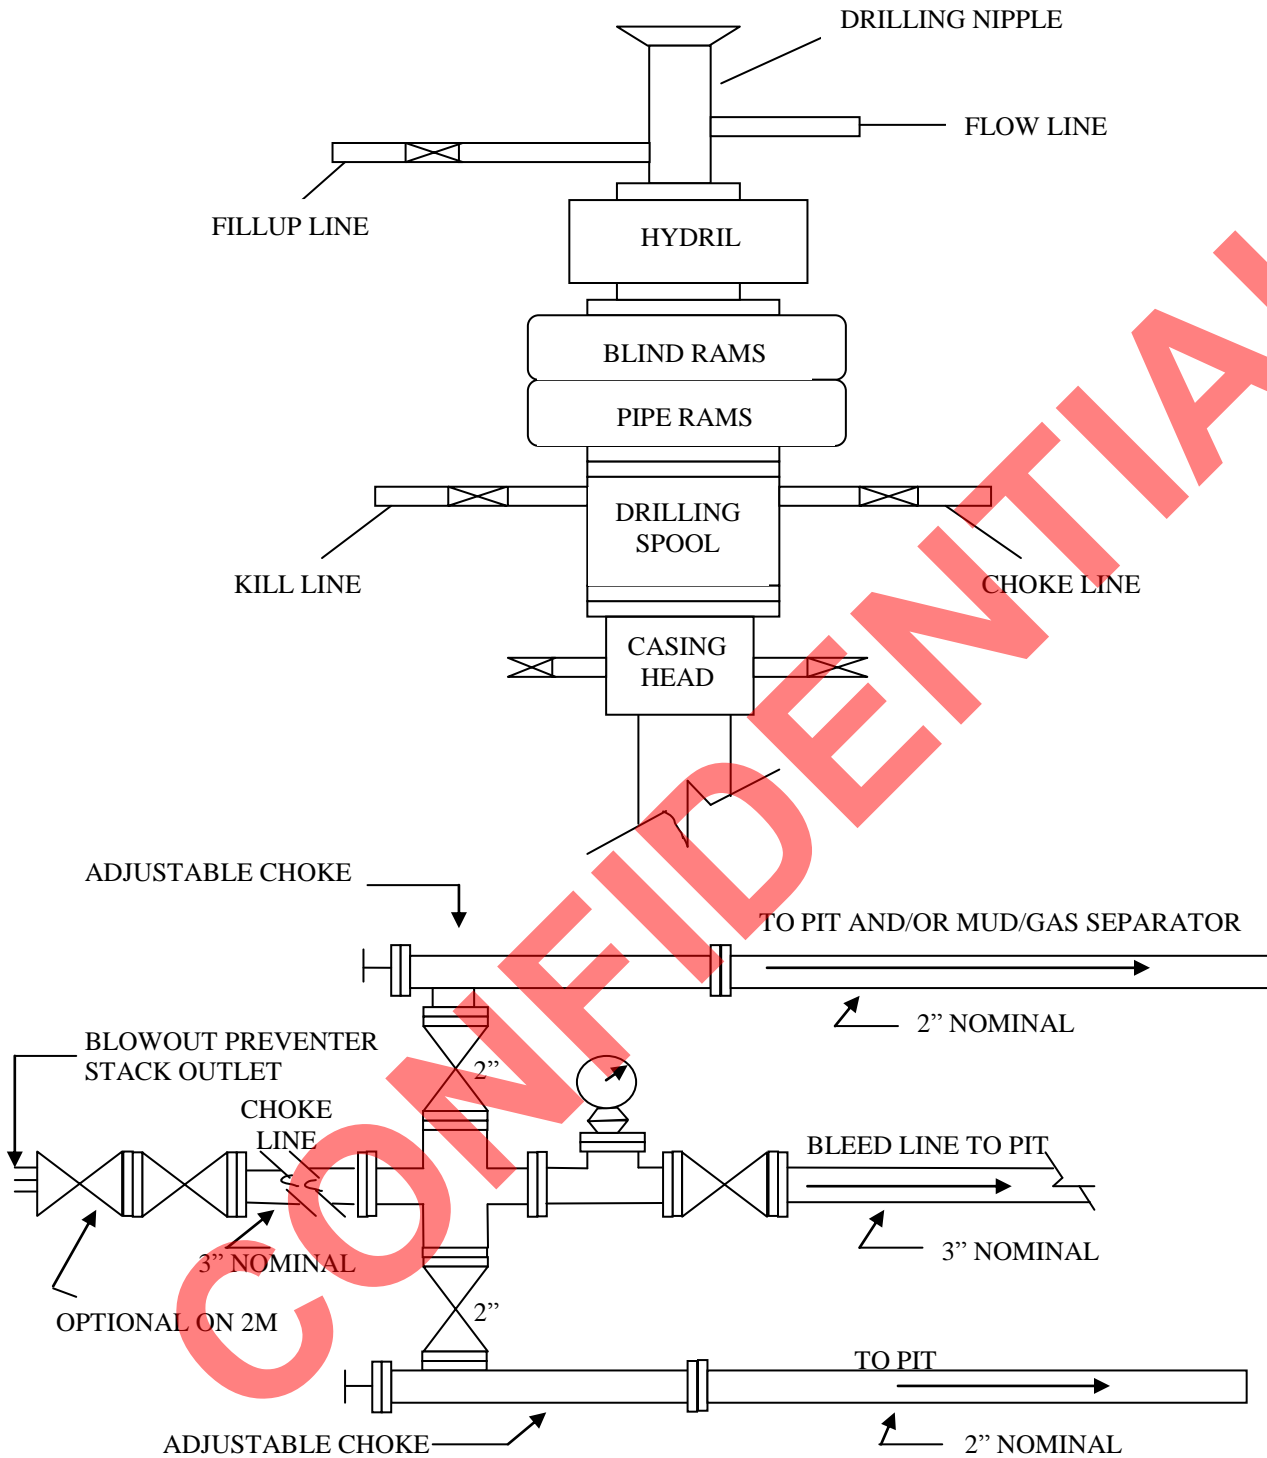 DRILLING NIPPLE
FLOW LINE
FILLUP LINE
HYDRIL
BLIND RAMS
PIPE RAMS
DRILLING
SPOOL
KILL LINE
CHOKE LINE
CASING
HEAD
ADJUSTABLE CHOKE
TO PIT AND/OR MUD/GAS SEPARATOR
2” NOMINAL
BLOWOUT PREVENTER
STACK OUTLET
2”
CHOKE
LINE
BLEED LINE TO PIT
3” NOMINAL
3” NOMINAL
OPTIONAL ON 2M
2”
TO PIT
ADJUSTABLE CHOKE
2” NOMINAL
CONFIDENTIAL